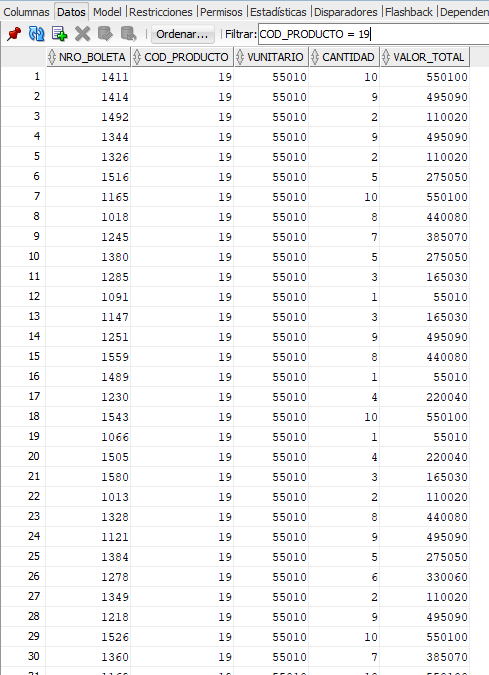 Columnas Datos Model Restricciones Permisos Estadísticas Disparadores Flashback Dependen
Ordenar... Filtrar: COD_PRODUCTO = 19
NRO_BOLETA COD_PRODUCTO VUNITARIO CANTIDAD VALOR_TOTAL
1 1411 19 55010 10 550100
2 1414 19 55010 9 495090
3 1492 19 55010 2 110020
4 1344 19 55010 9 495090
5 1326 19 55010 2 110020
6 1516 19 55010 5 275050
7 1165 19 55010 10 550100
8 1018 19 55010 8 440080
9 1245 19 55010 7 385070
10 1380 19 55010 5 275050
11 1285 19 55010 3 165030
12 1091 19 55010 1 55010
13 1147 19 55010 3 165030
14 1251 19 55010 9 495090
15 1559 19 55010 8 440080
16 1489 19 55010 1 55010
17 1230 19 55010 4 220040
18 1543 19 55010 10 550100
19 1066 19 55010 1 55010
20 1505 19 55010 4 220040
21 1580 19 55010 3 165030
22 1013 19 55010 2 110020
23 1328 19 55010 8 440080
24 1121 19 55010 9 495090
25 1384 19 55010 5 275050
26 1278 19 55010 6 330060
27 1349 19 55010 2 110020
28 1218 19 55010 9 495090
29 1526 19 55010 10 550100
30 1360 19 55010 7 385070